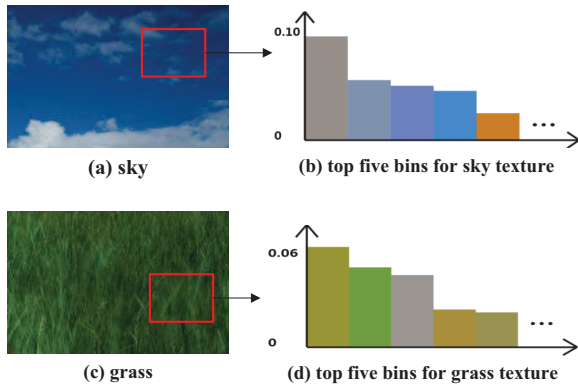 0.10
0
...
(a) sky
(b) top five bins for sky texture
0.06
0
...
(c) grass
(d) top five bins for grass texture